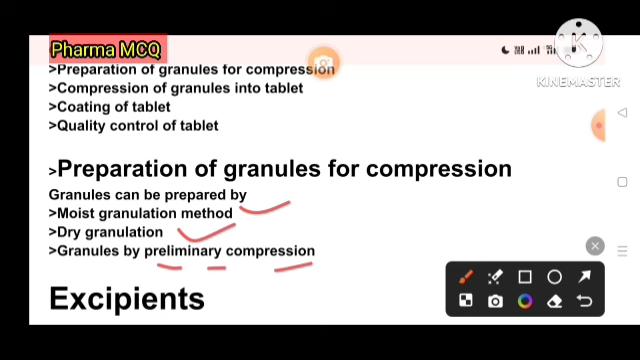 Pharma MCQ
>Preparation of granules for compression
>Compression of granules into tablet
>Coating of tablet
>Quality control of tablet
>Preparation of granules for compression
Granules can be prepared by
>Moist granulation method
>Dry granulation
>Granules by preliminary compression
Excipients
K
KINEMASTER